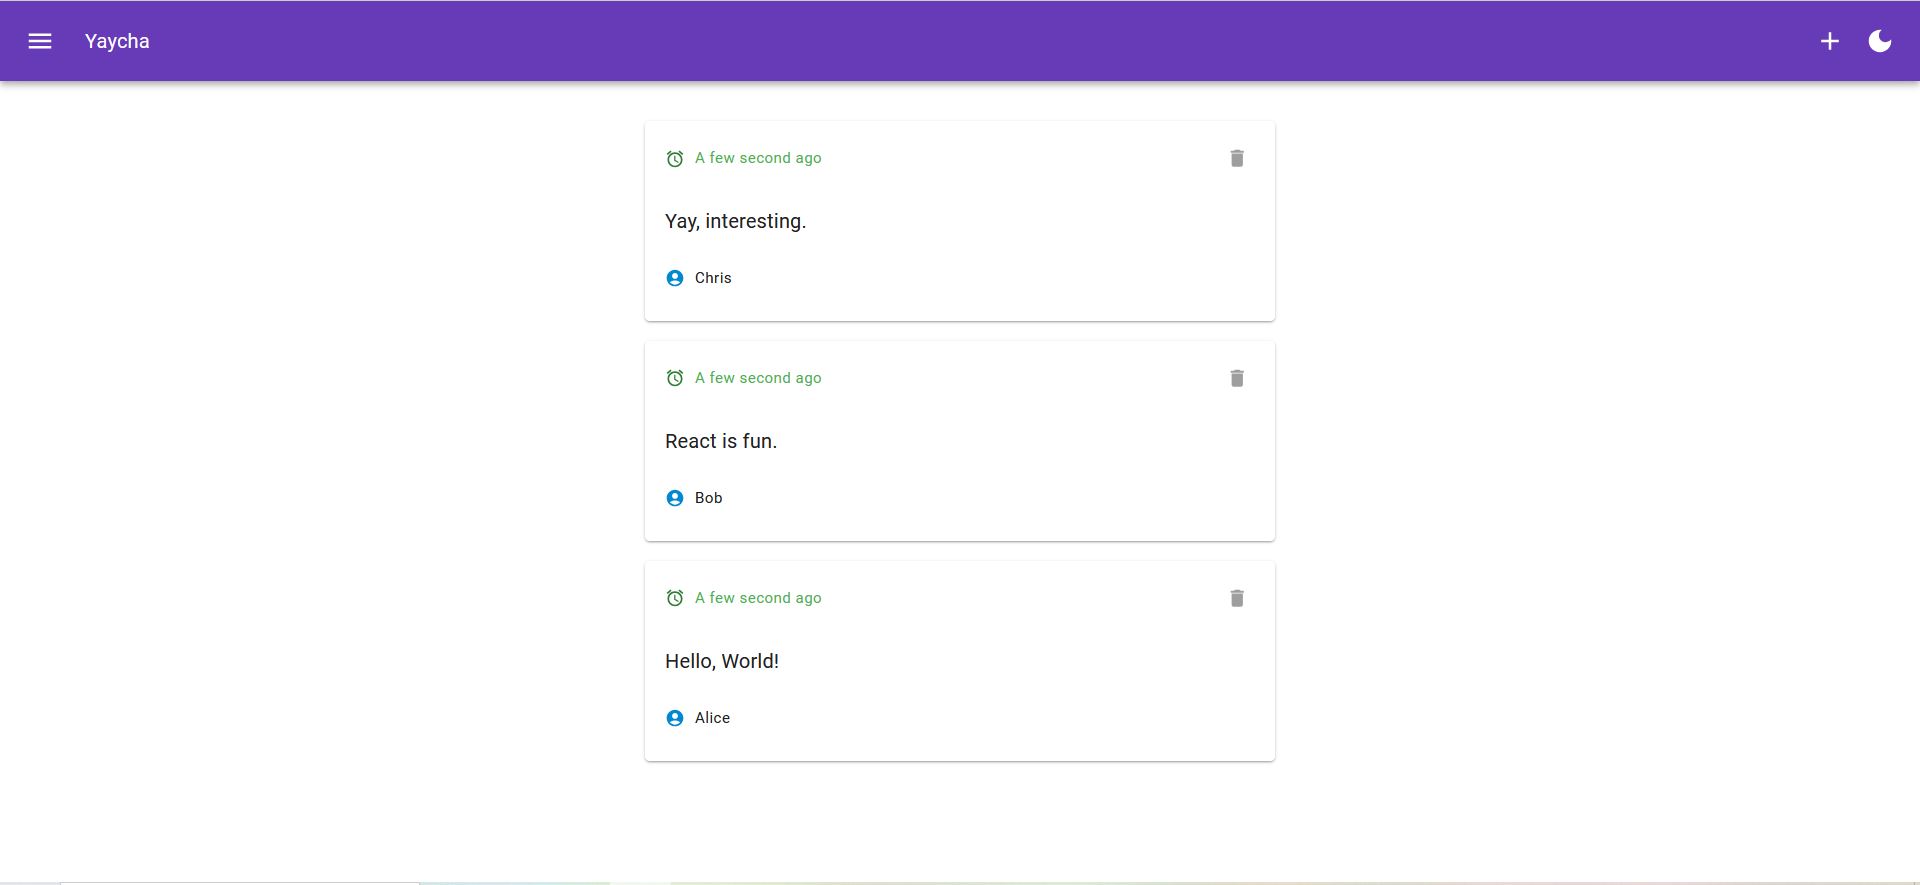 Yaycha
A few second ago
Yay, interesting.
Chris
A few second ago
React is fun.
Bob
A few second ago
Hello, World!
Alice